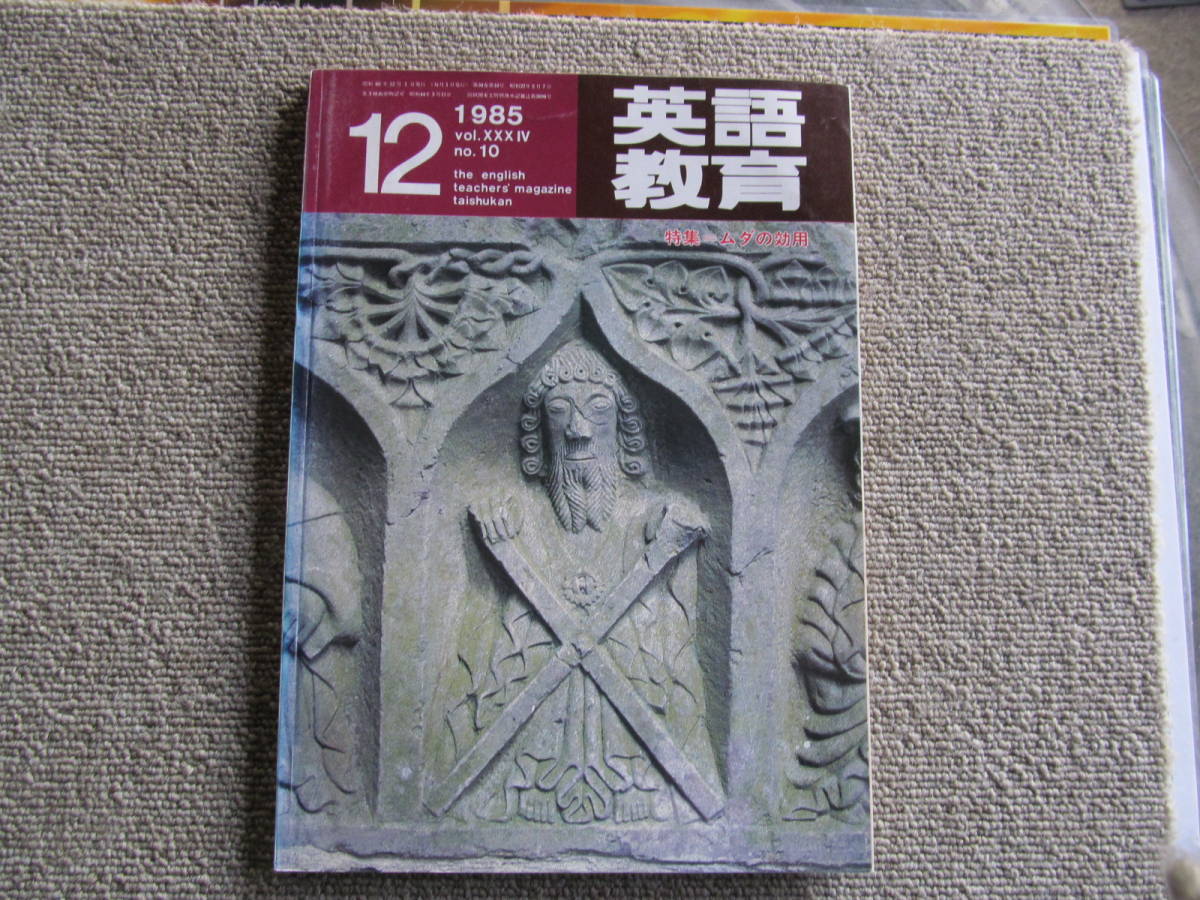 12
1985
vol.XXXIV
no.10
the english
teachers' magazine
taishukan
英語
教育
特集=ムダの効用